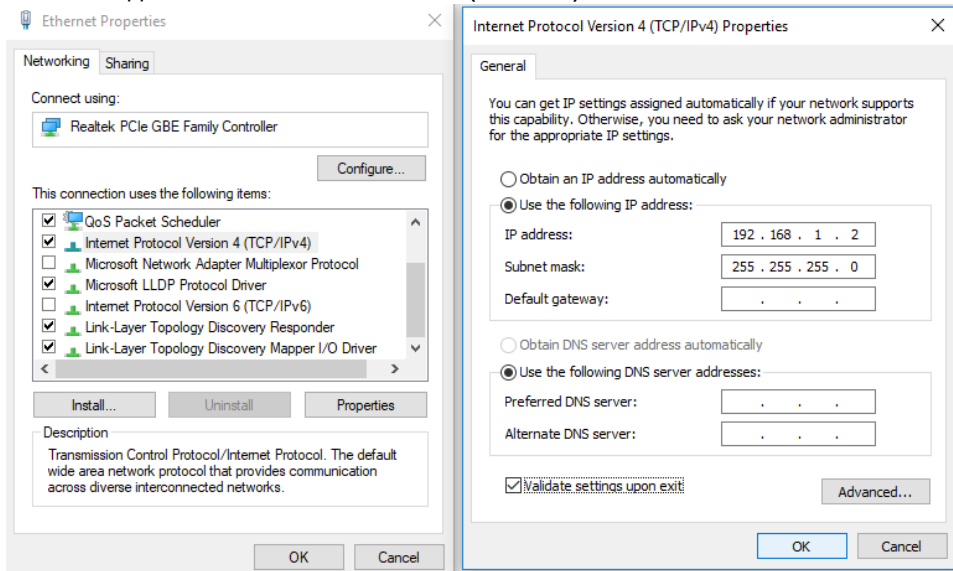 Ethernet Properties
Networking
Sharing
Connect using:
Realtek PCIe GBE Family Controller
Configure...
This connection uses the following items:
QoS Packet Scheduler
Internet Protocol Version 4 (TCP/IPv4)
Microsoft Network Adapter Multiplexor Protocol
Microsoft LLDP Protocol Driver
Internet Protocol Version 6 (TCP/IPv6)
Link-Layer Topology Discovery Responder
Link-Layer Topology Discovery Mapper I/O Driver
Install...
Uninstall
Properties
Description
Transmission Control Protocol/Internet Protocol. The default
wide area network protocol that provides communication
across diverse interconnected networks.
OK
Cancel
Internet Protocol Version 4 (TCP/IPv4) Properties
General
You can get IP settings assigned automatically if your network supports
this capability. Otherwise, you need to ask your network administrator
for the appropriate IP settings.
Obtain an IP address automatically
Use the following IP address:
IP address: 192 . 168 . 1 . 2
Subnet mask: 255 . 255 . 255 . 0
Default gateway: . . .
Obtain DNS server address automatically
Use the following DNS server addresses:
Preferred DNS server: . . .
Alternate DNS server: . . .
Validate settings upon exit
Advanced...
OK
Cancel